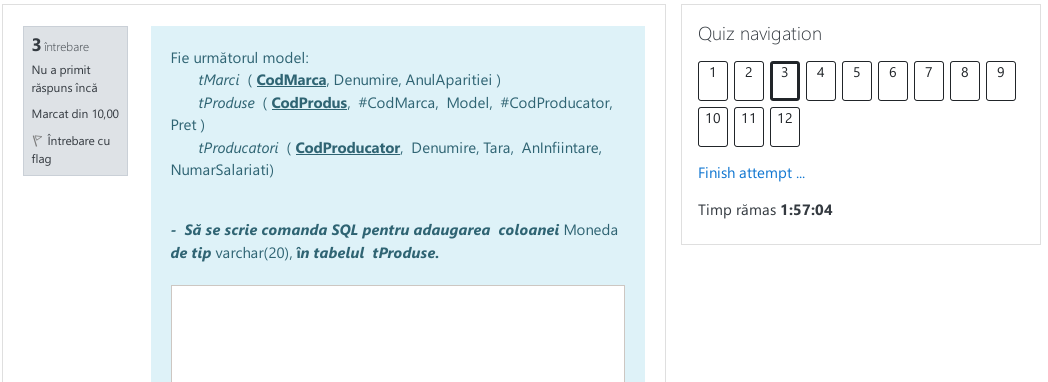 3 întrebare
Nu a primit
răspuns încă
Marcat din 10,00
Întrebare cu
flag
Fie următorul model:
tMarci ( CodMarca, Denumire, AnulAparitiei )
tProduse ( CodProdus, #CodMarca, Model, #CodProducator,
Pret )
tProducatori ( CodProducator, Denumire, Tara, AnInfiintare,
NumarSalariati)
- Să se scrie comanda SQL pentru adaugarea coloanei Moneda
de tip varchar(20), în tabelul tProduse.
Quiz navigation
1 2 3 4 5 6 7 8 9
10 11 12
Finish attempt ...
Timp rămas 1:57:04